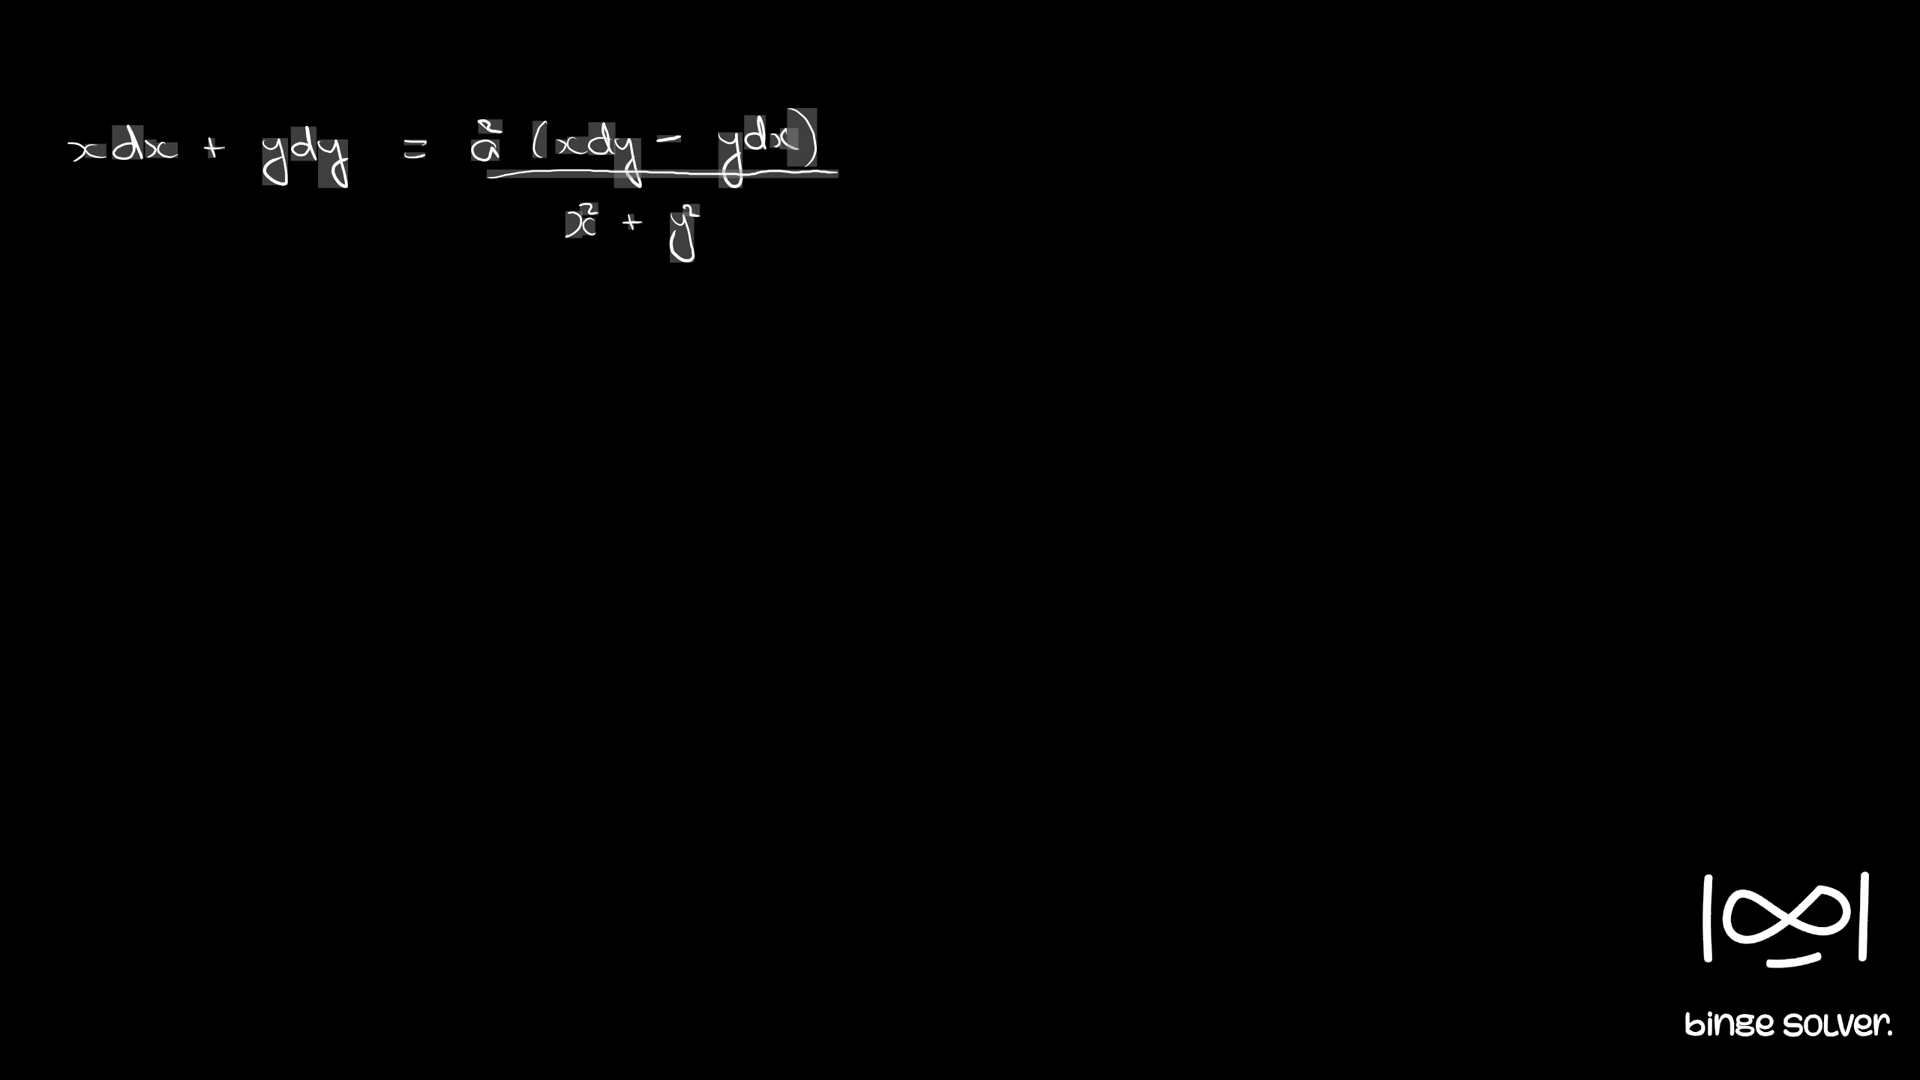 xdx + ydy = a² (xdy - ydx)
x² + y²
binge solver.